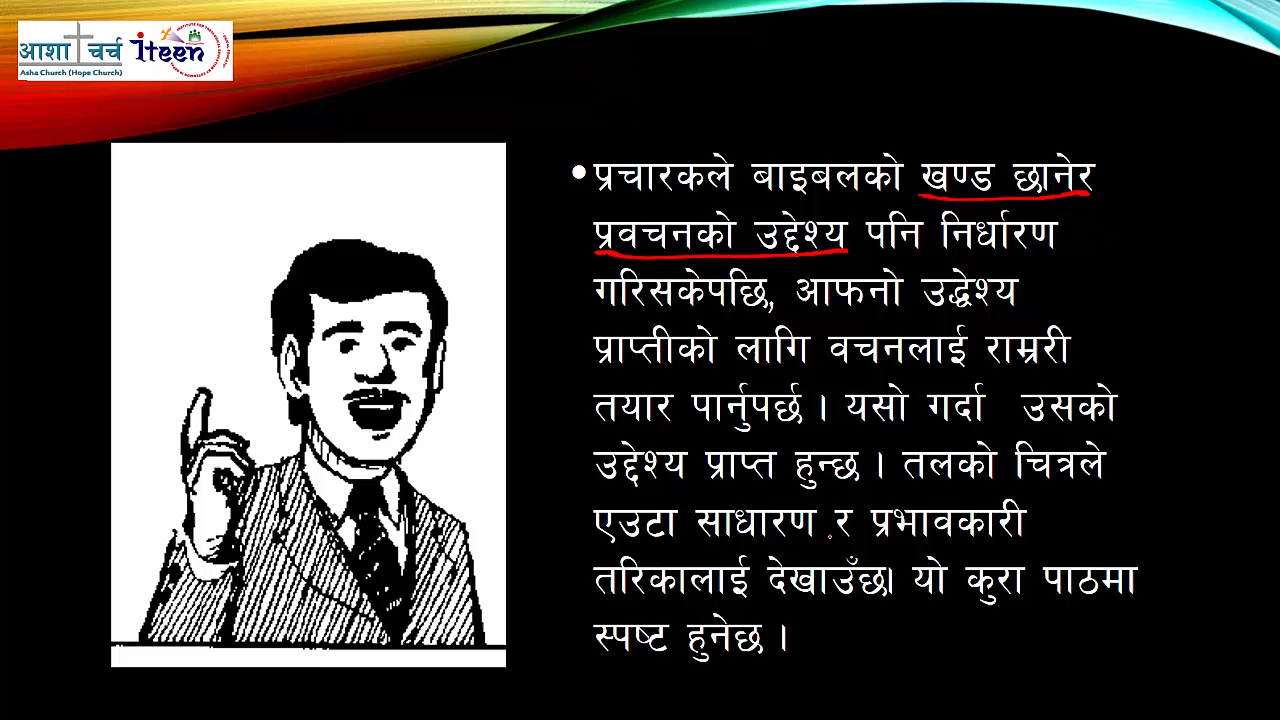 आशा चर्च
Asha Church (Hope Church)
iteen
• प्रचारकले बाइबलको खण्ड छानेर
प्रवचनको उद्देश्य पनि निर्धारण
गरिसकेपछि, आफनो उद्धेश्य
प्राप्तीको लागि वचनलाई राम्ररी
तयार पार्नुपर्छ । यसो गर्दा उसको
उद्देश्य प्राप्त हुन्छ । तलको चित्रले
एउटा साधारण र प्रभावकारी
तरिकालाई देखाउँछ। यो कुरा पाठमा
स्पष्ट हुनेछ ।